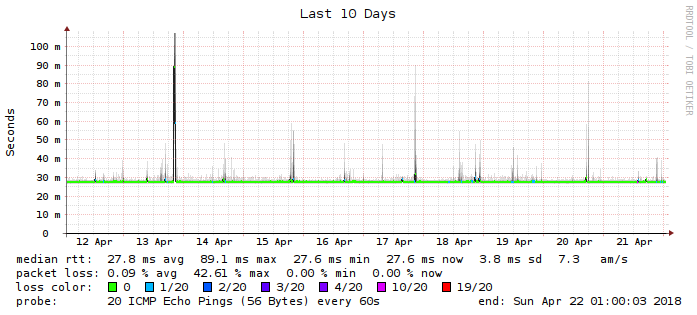 Last 10 Days
RRDTOOL / TOBI OETIKER
Seconds
100 m
90 m
80 m
70 m
60 m
50 m
40 m
30 m
20 m
10 m
0
12 Apr 13 Apr 14 Apr 15 Apr 16 Apr 17 Apr 18 Apr 19 Apr 20 Apr 21 Apr
median rtt: 27.8 ms avg 89.1 ms max 27.6 ms min 27.6 ms now 3.8 ms sd 7.3 am/s
packet loss: 0.09 % avg 42.61 % max 0.00 % min 0.00 % now
loss color: 0 1/20 2/20 3/20 4/20 10/20 19/20
probe: 20 ICMP Echo Pings (56 Bytes) every 60s end: Sun Apr 22 01:00:03 2018